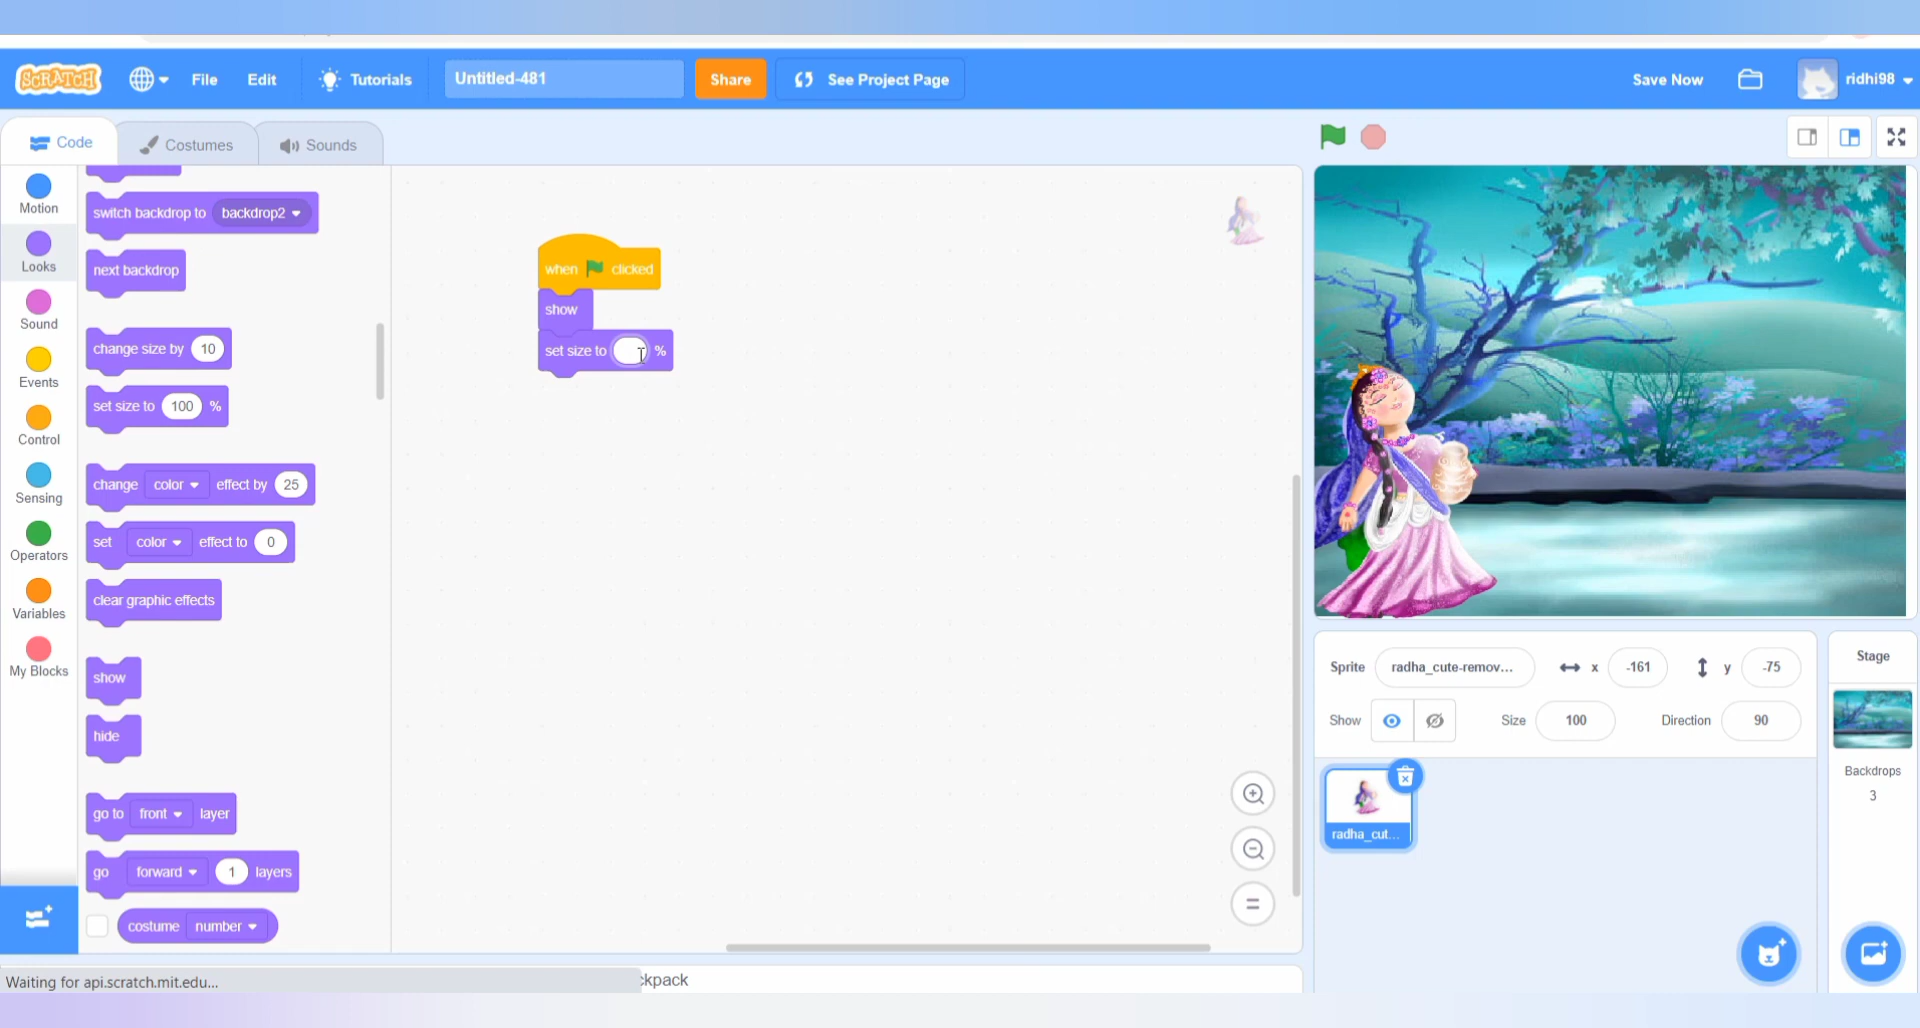 SCRATCH
File
Edit
Tutorials
Untitled-481
Share
See Project Page
Save Now
ridhi98
Code
Costumes
Sounds
Motion
Looks
Sound
Events
Control
Sensing
Operators
Variables
My Blocks
switch backdrop to backdrop2
next backdrop
change size by 10
set size to 100 %
change color effect by 25
set color effect to 0
clear graphic effects
show
hide
go to front layer
go forward 1 layers
costume number
when clicked
show
set size to %
Sprite radha_cute-remov... x -161 y -75
Show Size 100 Direction 90
radha_cut...
Stage
Backdrops
3
Waiting for api.scratch.mit.edu...
ckpack